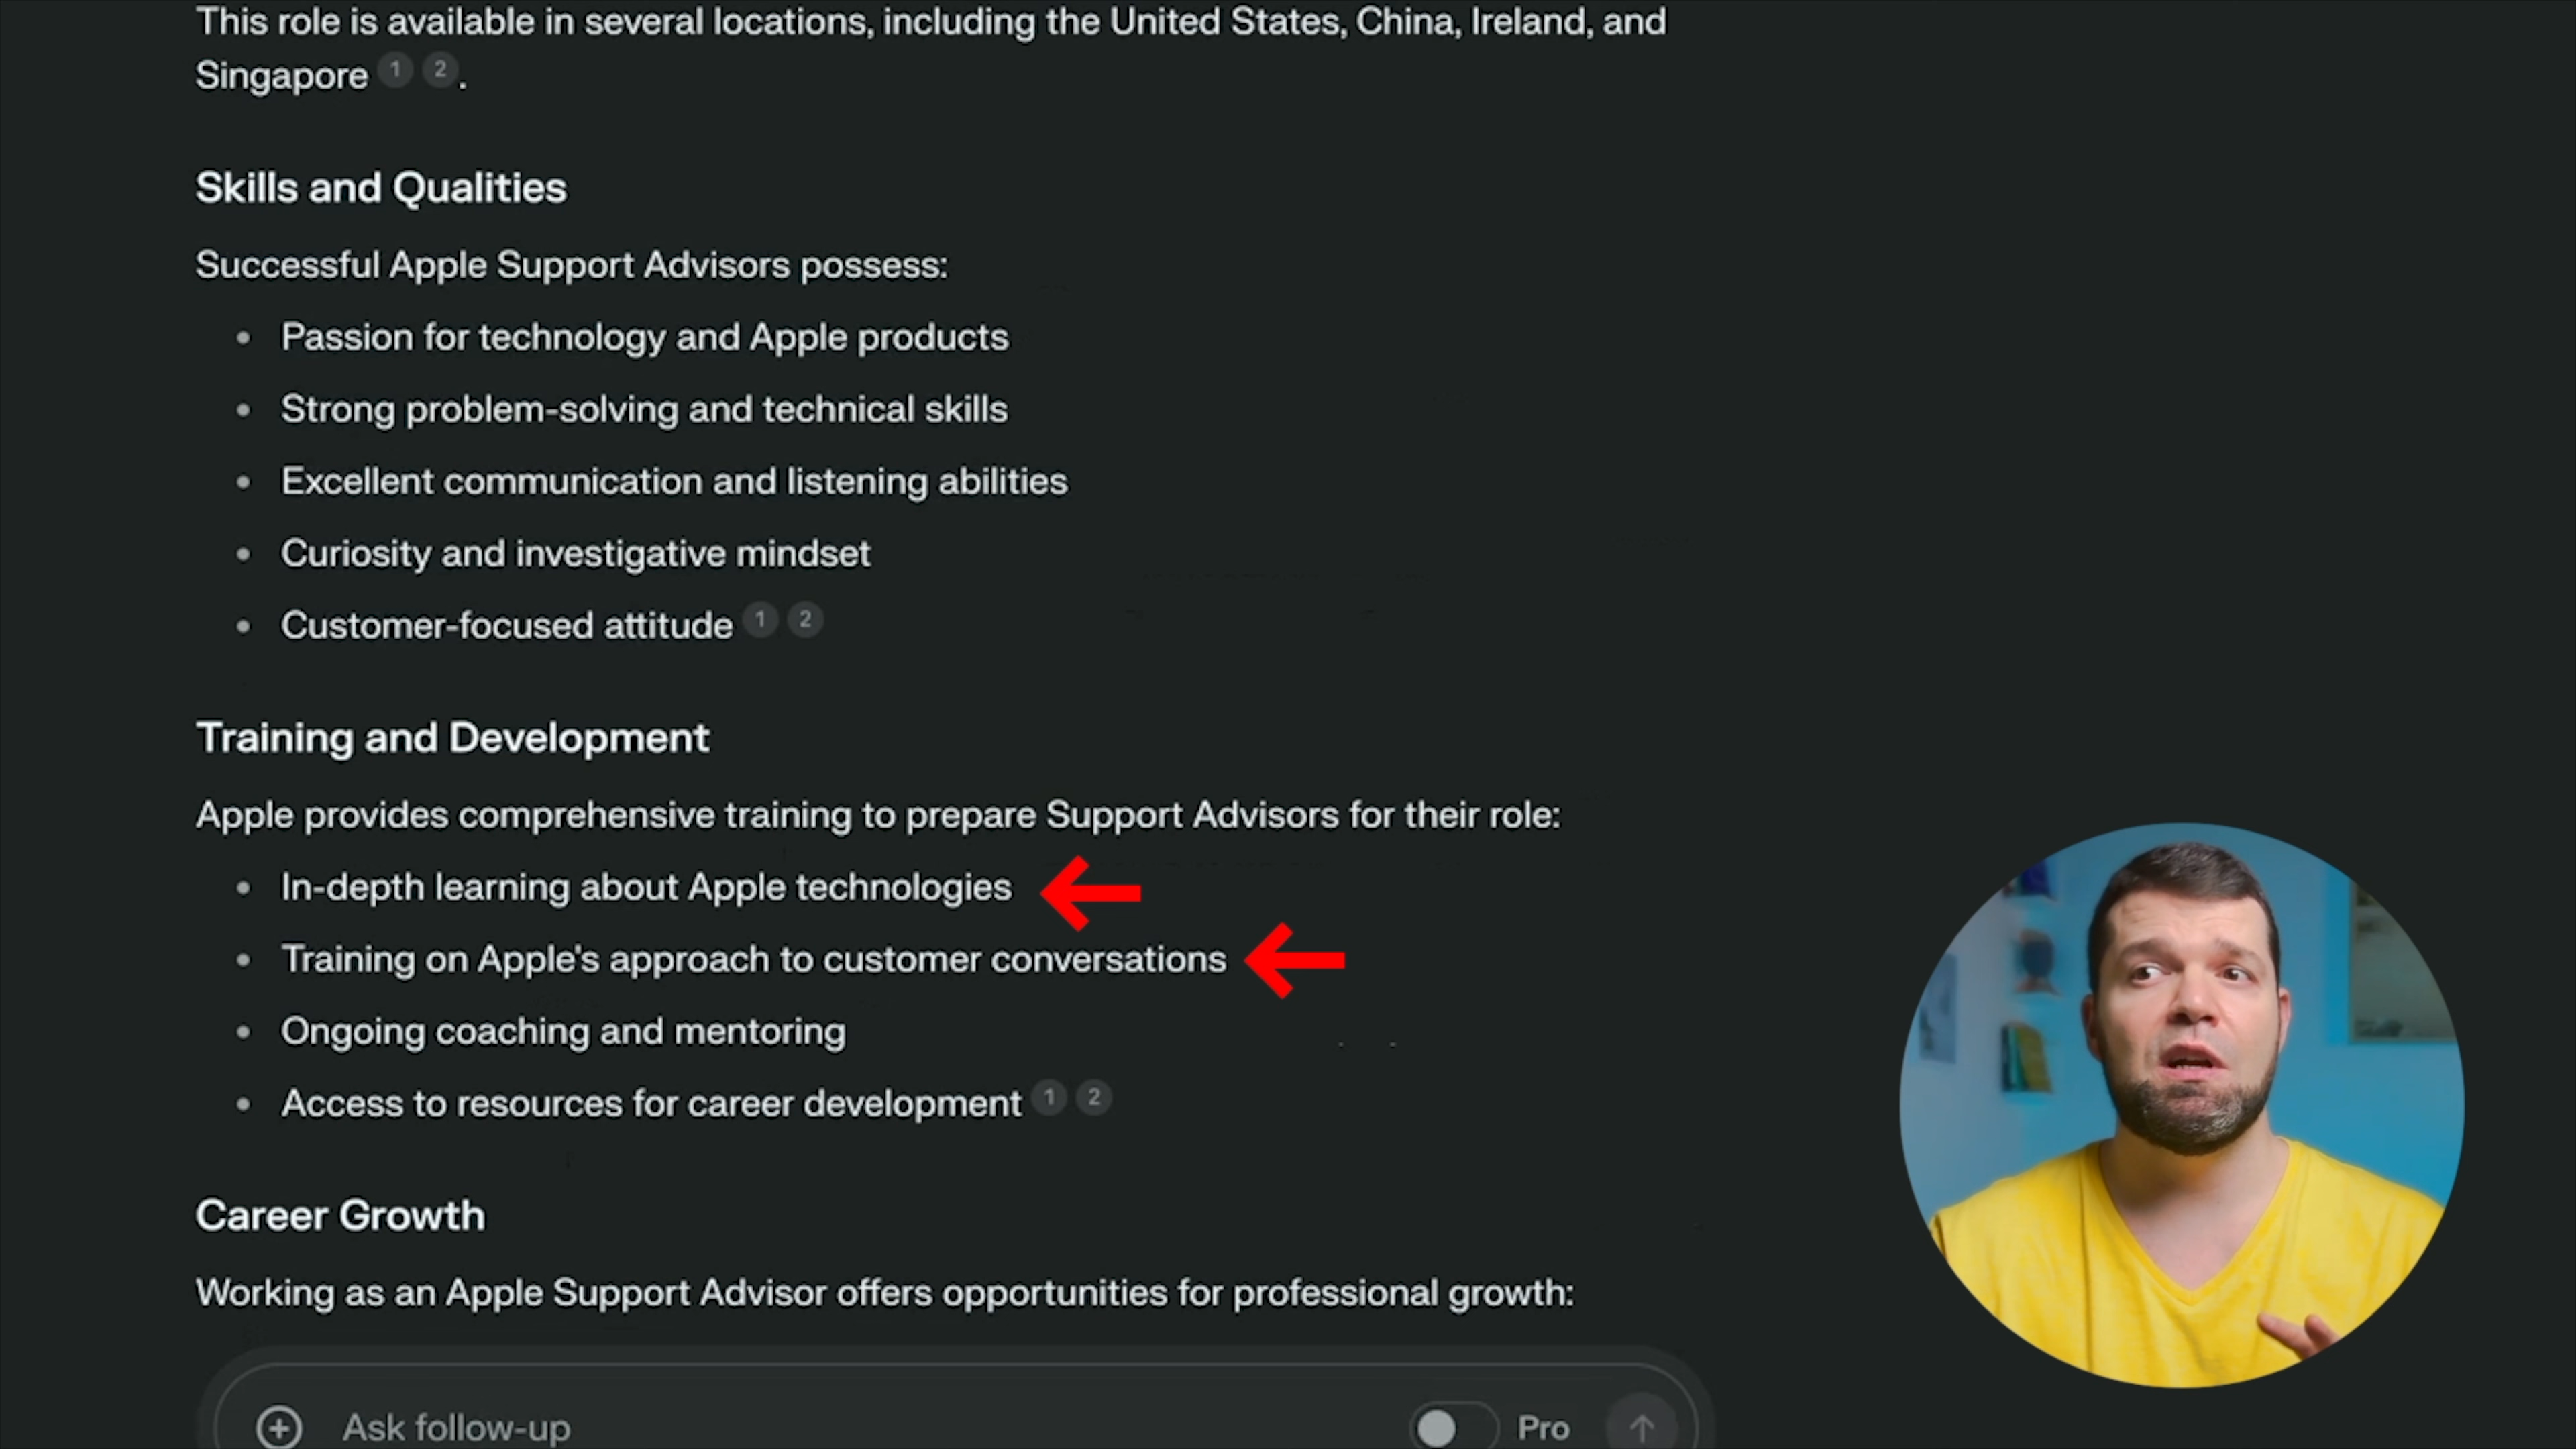 This role is available in several locations, including the United States, China, Ireland, and
Singapore 1 2.
Skills and Qualities
Successful Apple Support Advisors possess:
• Passion for technology and Apple products
• Strong problem-solving and technical skills
• Excellent communication and listening abilities
• Curiosity and investigative mindset
• Customer-focused attitude 1 2
Training and Development
Apple provides comprehensive training to prepare Support Advisors for their role:
• In-depth learning about Apple technologies
• Training on Apple's approach to customer conversations
• Ongoing coaching and mentoring
• Access to resources for career development 1 2
Career Growth
Working as an Apple Support Advisor offers opportunities for professional growth:
Ask follow-up
Pro